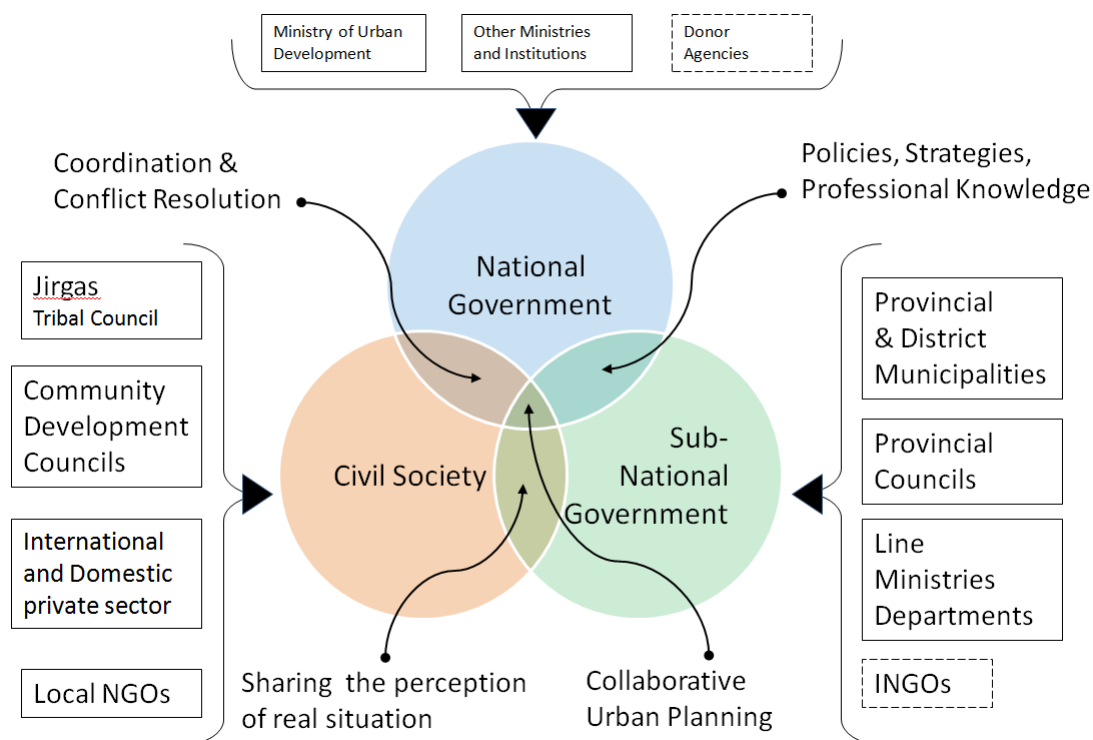 Ministry of Urban
Development
Other Ministries
and Institutions
Donor
Agencies
Coordination &
Conflict Resolution
Policies, Strategies,
Professional Knowledge
National
Government
Civil Society
Sub-
National
Government
Jirgas
Tribal Council
Community
Development
Councils
International
and Domestic
private sector
Local NGOs
Provincial
& District
Municipalities
Provincial
Councils
Line
Ministries
Departments
INGOs
Sharing the perception
of real situation
Collaborative
Urban Planning